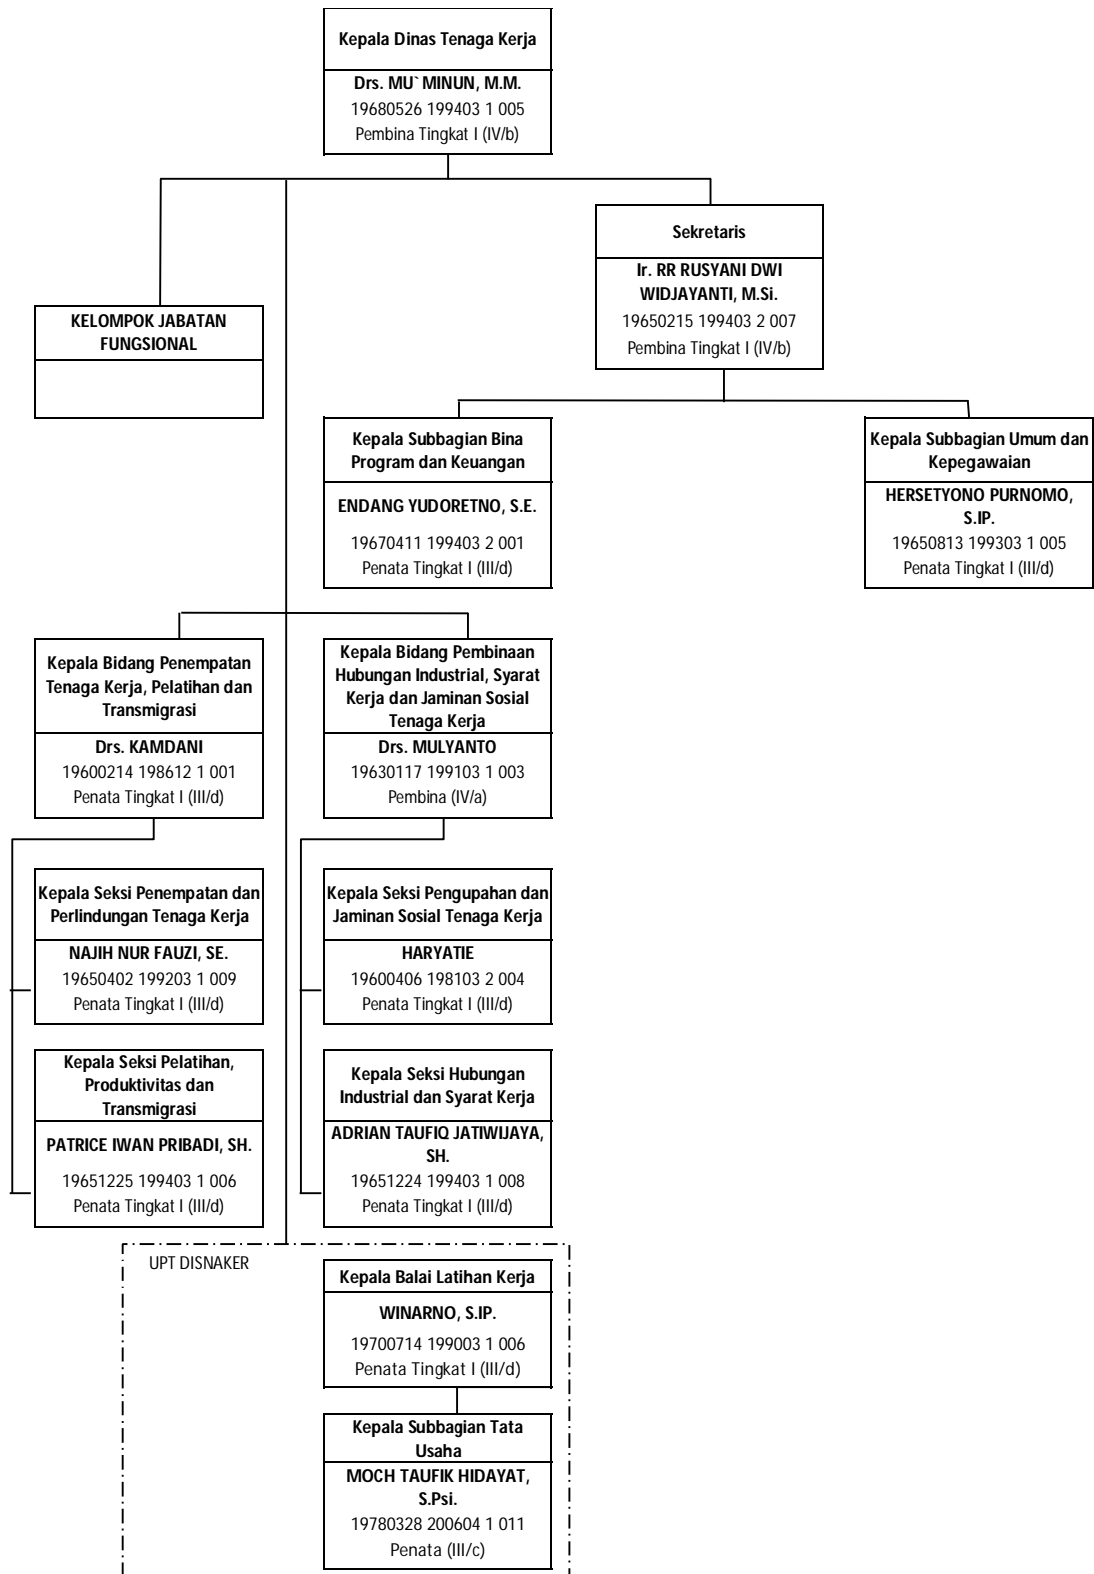 Kepala Dinas Tenaga Kerja
Drs. MU`MINUN, M.M.
19680526 199403 1 005
Pembina Tingkat I (IV/b)
Sekretaris
Ir. RR RUSYANI DWI
WIDJAYANTI, M.Si.
19650215 199403 2 007
Pembina Tingkat I (IV/b)
KELOMPOK JABATAN
FUNGSIONAL
Kepala Subbagian Bina
Program dan Keuangan
ENDANG YUDORETNO, S.E.
19670411 199403 2 001
Penata Tingkat I (III/d)
Kepala Subbagian Umum dan
Kepegawaian
HERSETYONO PURNOMO,
S.IP.
19650813 199303 1 005
Penata Tingkat I (III/d)
Kepala Bidang Penempatan
Tenaga Kerja, Pelatihan dan
Transmigrasi
Drs. KAMDANI
19600214 198612 1 001
Penata Tingkat I (III/d)
Kepala Bidang Pembinaan
Hubungan Industrial, Syarat
Kerja dan Jaminan Sosial
Tenaga Kerja
Drs. MULYANTO
19630117 199103 1 003
Pembina (IV/a)
Kepala Seksi Penempatan dan
Perlindungan Tenaga Kerja
NAJIH NUR FAUZI, SE.
19650402 199203 1 009
Penata Tingkat I (III/d)
Kepala Seksi Pengupahan dan
Jaminan Sosial Tenaga Kerja
HARYATIE
19600406 198103 2 004
Penata Tingkat I (III/d)
Kepala Seksi Pelatihan,
Produktivitas dan
Transmigrasi
PATRICE IWAN PRIBADI, SH.
19651225 199403 1 006
Penata Tingkat I (III/d)
Kepala Seksi Hubungan
Industrial dan Syarat Kerja
ADRIAN TAUFIQ JATIWIJAYA,
SH.
19651224 199403 1 008
Penata Tingkat I (III/d)
UPT DISNAKER
Kepala Balai Latihan Kerja
WINARNO, S.IP.
19700714 199003 1 006
Penata Tingkat I (III/d)
Kepala Subbagian Tata
Usaha
MOCH TAUFIK HIDAYAT,
S.Psi.
19780328 200604 1 011
Penata (III/c)